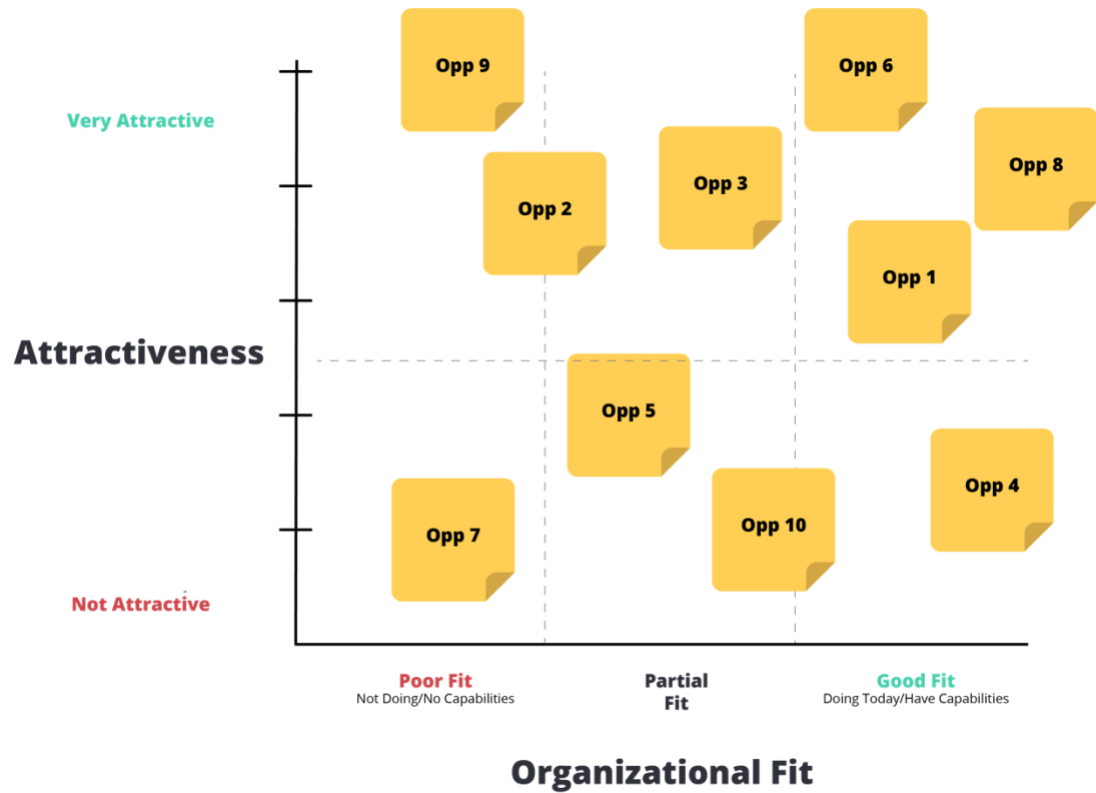 Opp 9
Opp 6
Very Attractive
Opp 8
Opp 3
Opp 2
Opp 1
Attractiveness
Opp 5
Opp 4
Opp 10
Opp 7
Not Attractive
Poor Fit
Not Doing/No Capabilities
Partial
Fit
Good Fit
Doing Today/Have Capabilities
Organizational Fit